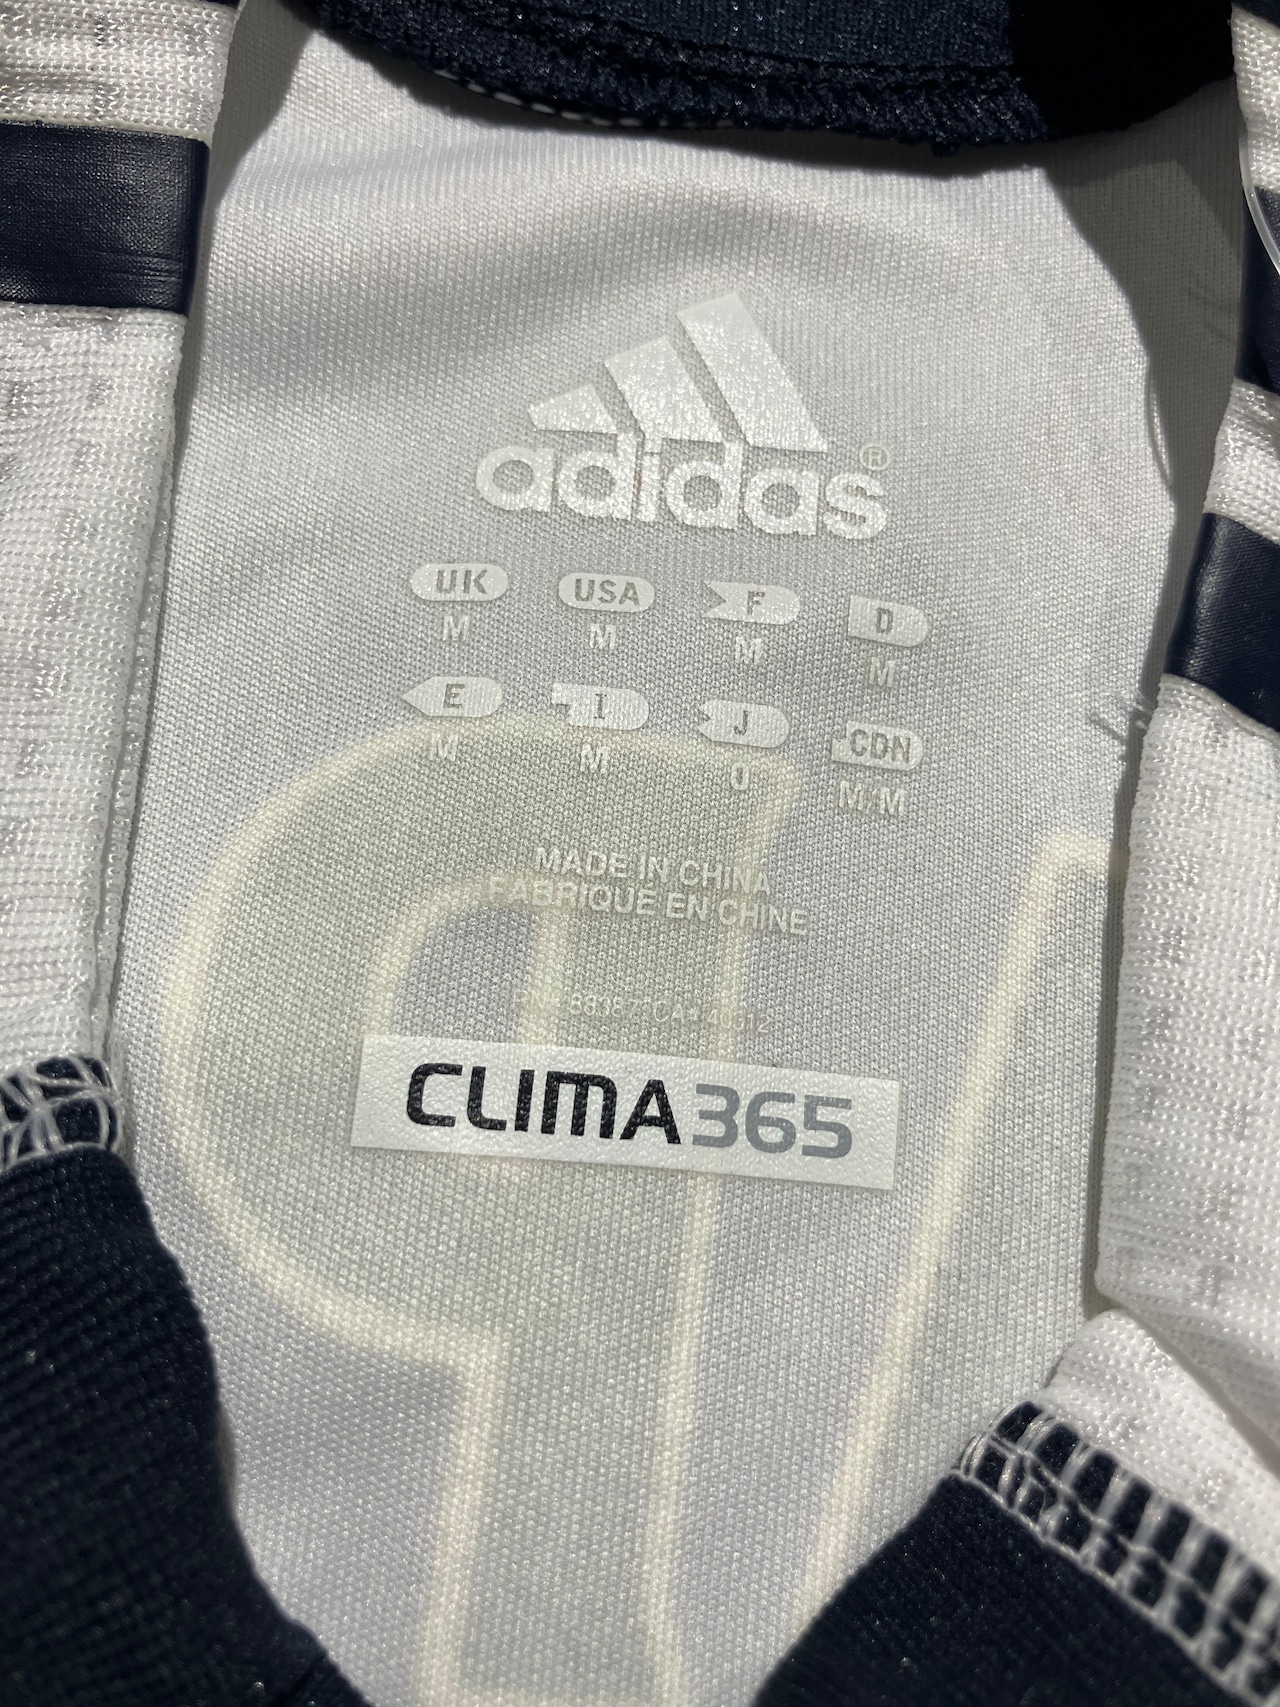 adidas®
UK USA F D
M M M M
E I J CDN
M M O M/M
MADE IN CHINA
FABRIQUE EN CHINE
CLIMA365